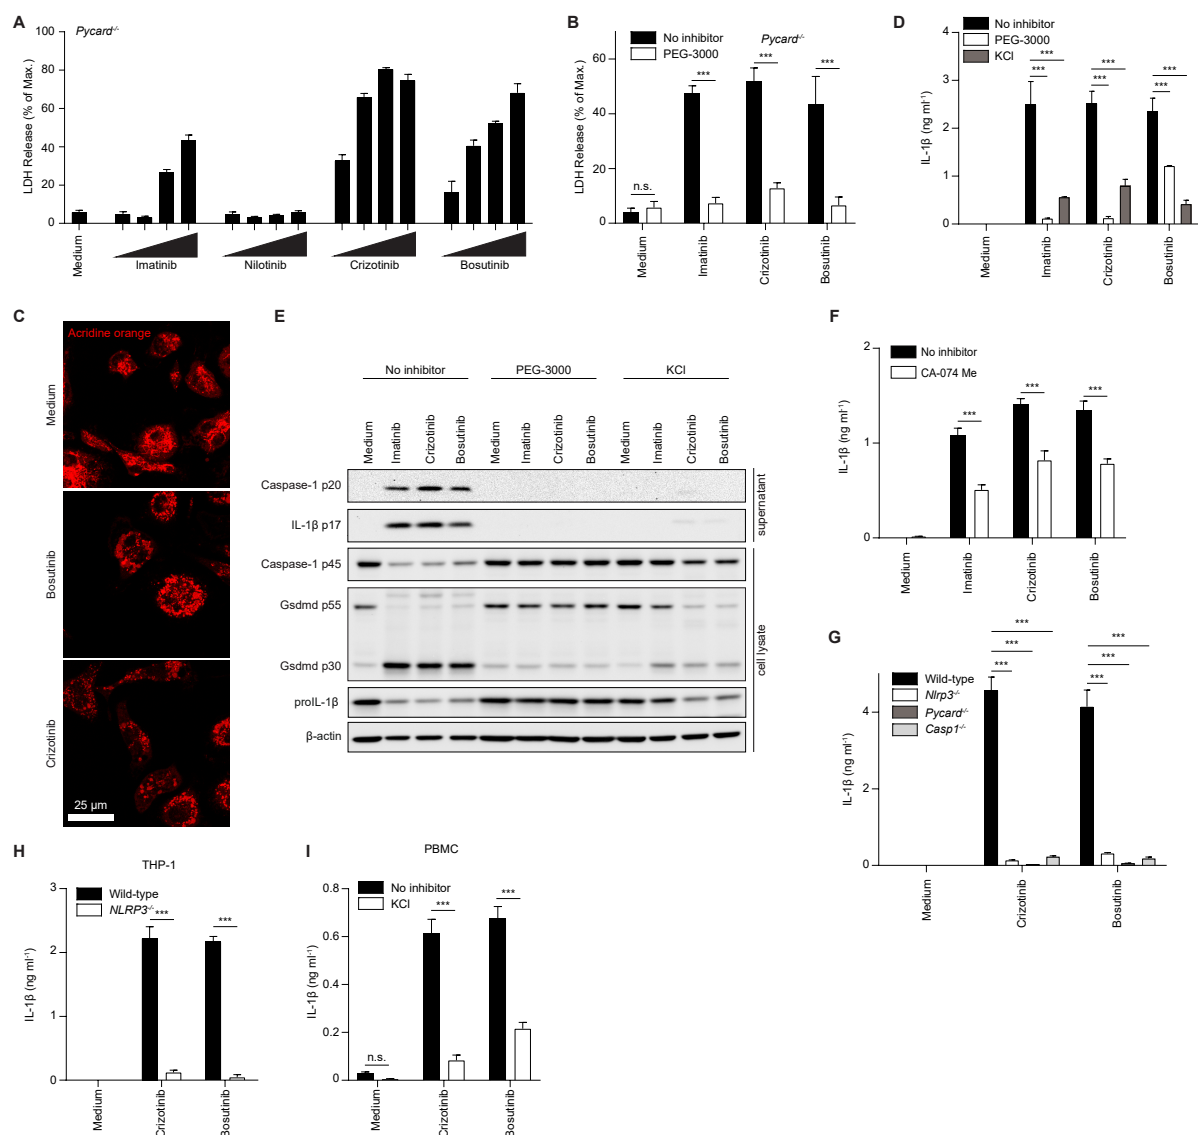 A
Pycard-/-
LDH Release (% of Max.)
100
80
60
40
20
0
Medium
Imatinib
Nilotinib
Crizotinib
Bosutinib
B
No inhibitor
PEG-3000
Pycard-/-
LDH Release (% of Max.)
60
40
20
0
n.s.
***
***
***
Medium
Imatinib
Crizotinib
Bosutinib
D
No inhibitor
PEG-3000
KCl
IL-1β (ng ml-1)
4
3
2
1
0
***
***
***
***
***
***
Medium
Imatinib
Crizotinib
Bosutinib
C
Acridine orange
Medium
Bosutinib
Crizotinib
25 µm
E
No inhibitor
PEG-3000
KCl
Medium
Imatinib
Crizotinib
Bosutinib
Medium
Imatinib
Crizotinib
Bosutinib
Medium
Imatinib
Crizotinib
Bosutinib
Caspase-1 p20
IL-1β p17
Caspase-1 p45
Gsdmd p55
Gsdmd p30
proIL-1β
β-actin
supernatant
cell lysate
F
No inhibitor
CA-074 Me
IL-1β (ng ml-1)
2
1
0
***
***
***
Medium
Imatinib
Crizotinib
Bosutinib
G
Wild-type
Nlrp3-/-
Pycard-/-
Casp1-/-
IL-1β (ng ml-1)
4
2
0
***
***
***
***
***
***
Medium
Crizotinib
Bosutinib
H
THP-1
Wild-type
NLRP3-/-
IL-1β (ng ml-1)
3
2
1
0
***
***
Medium
Crizotinib
Bosutinib
I
PBMC
No inhibitor
KCl
IL-1β (ng ml-1)
0.8
0.6
0.4
0.2
0
n.s.
***
***
Medium
Crizotinib
Bosutinib